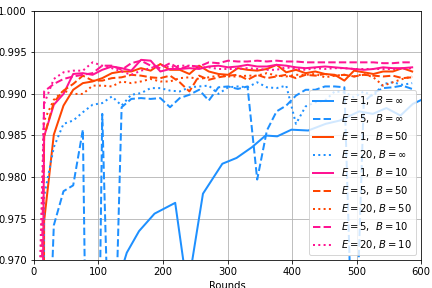 1.000
0.995
0.990
0.985
0.980
0.975
0.970
0 100 200 300 400 500 600
Rounds
E = 1, B = ∞
E = 5, B = ∞
E = 1, B = 50
E = 20, B = ∞
E = 1, B = 10
E = 5, B = 50
E = 20, B = 50
E = 5, B = 10
E = 20, B = 10